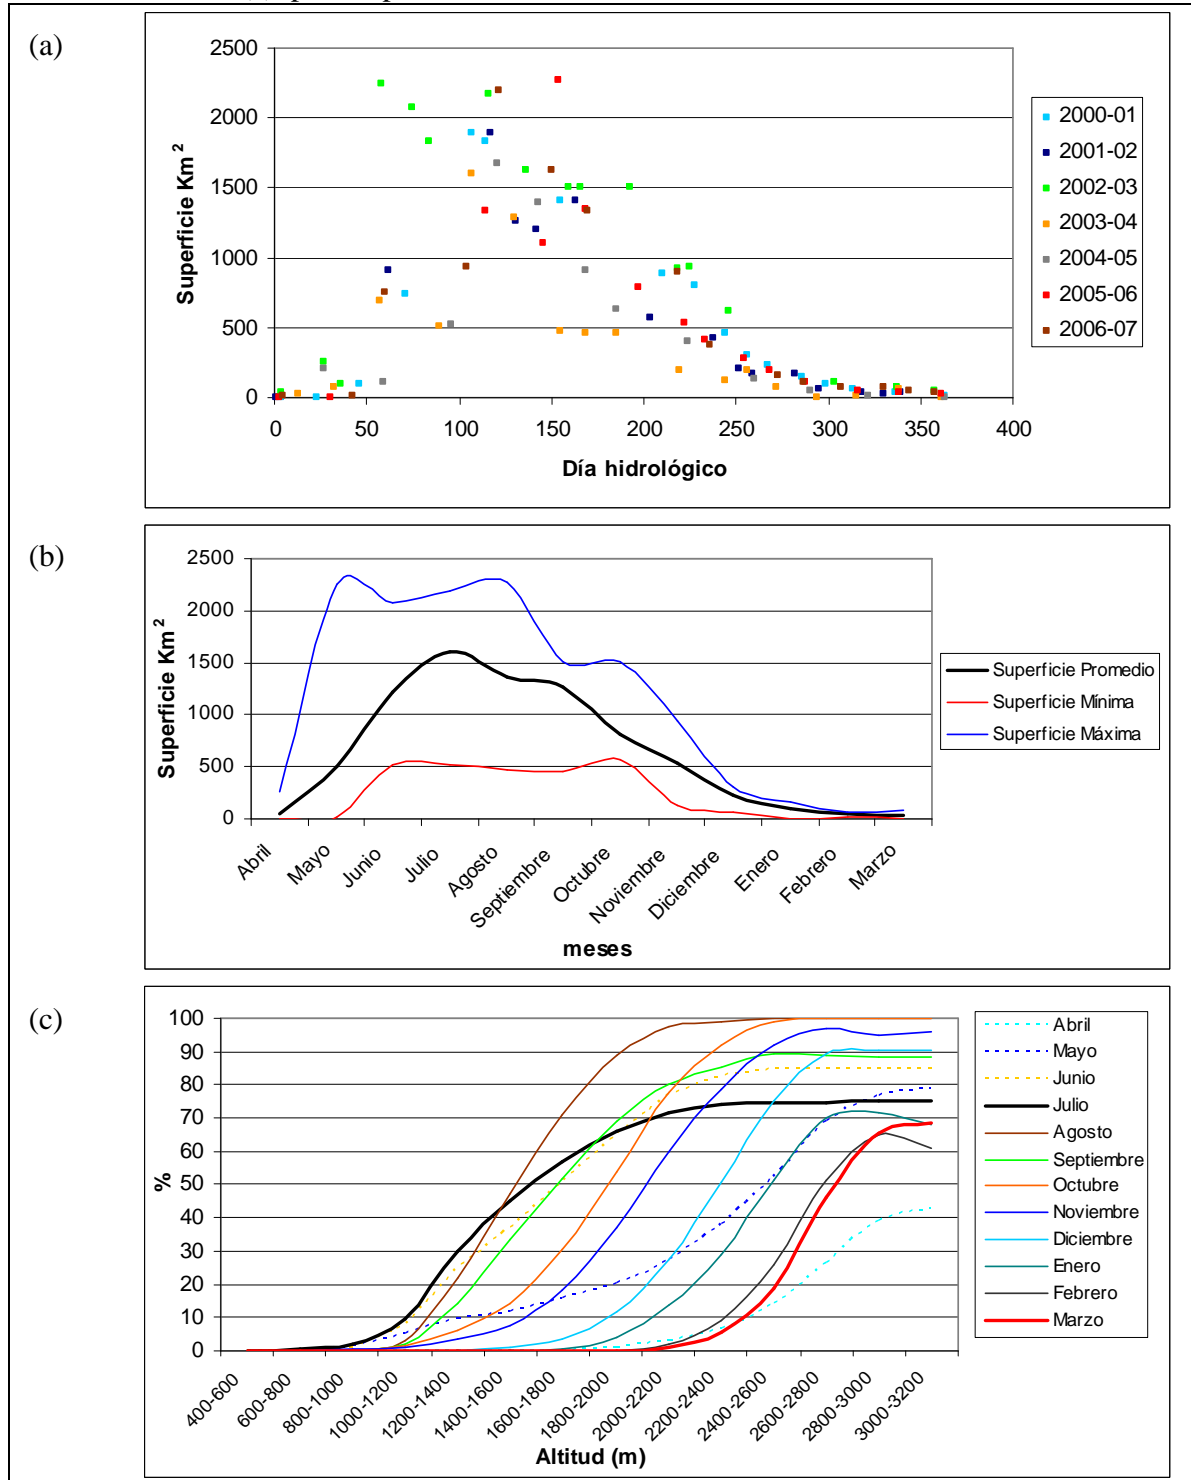 (a)
2500
2000
1500
1000
500
0
Superficie Km²
0 50 100 150 200 250 300 350 400
Día hidrológico
2000-01
2001-02
2002-03
2003-04
2004-05
2005-06
2006-07
(b)
2500
2000
1500
1000
500
0
Superficie Km²
Abril Mayo Junio Julio Agosto Septiembre Octubre Noviembre Diciembre Enero Febrero Marzo
meses
Superficie Promedio
Superficie Mínima
Superficie Máxima
(c)
100
90
80
70
60
50
40
30
20
10
0
%
400-600 600-800 800-1000 1000-1200 1200-1400 1400-1600 1600-1800 1800-2000 2000-2200 2200-2400 2400-2600 2600-2800 2800-3000 3000-3200
Altitud (m)
Abril
Mayo
Junio
Julio
Agosto
Septiembre
Octubre
Noviembre
Diciembre
Enero
Febrero
Marzo